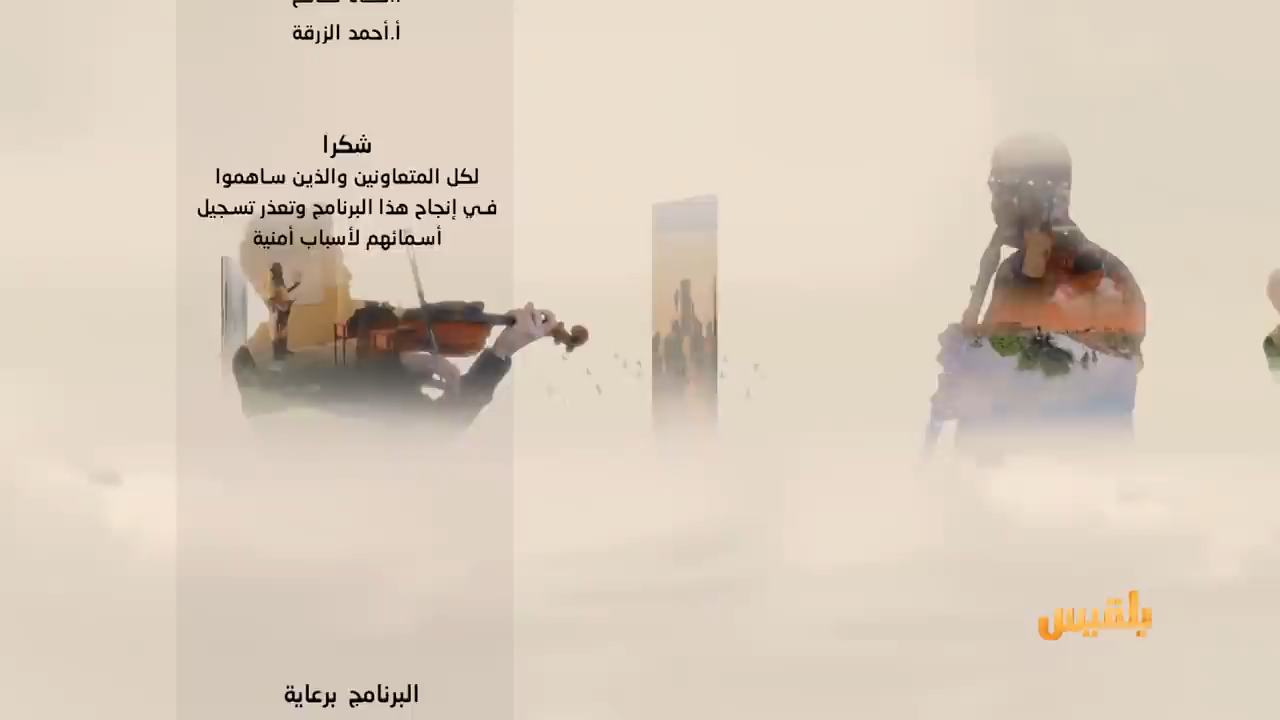 أ.أحمد الزرقة
شكرا
لكل المتعاونين والذين ساهموا
في إنجاح هذا البرنامج وتعذر تسجيل
أسمائهم لأسباب أمنية
بلقيس
البرنامج برعاية